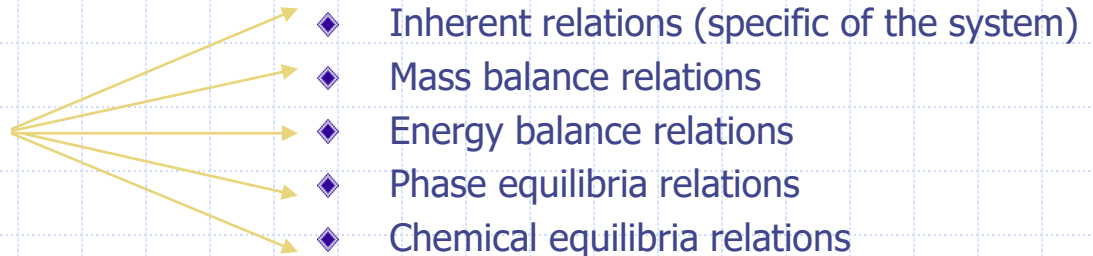 Inherent relations (specific of the system)
Mass balance relations
Energy balance relations
Phase equilibria relations
Chemical equilibria relations